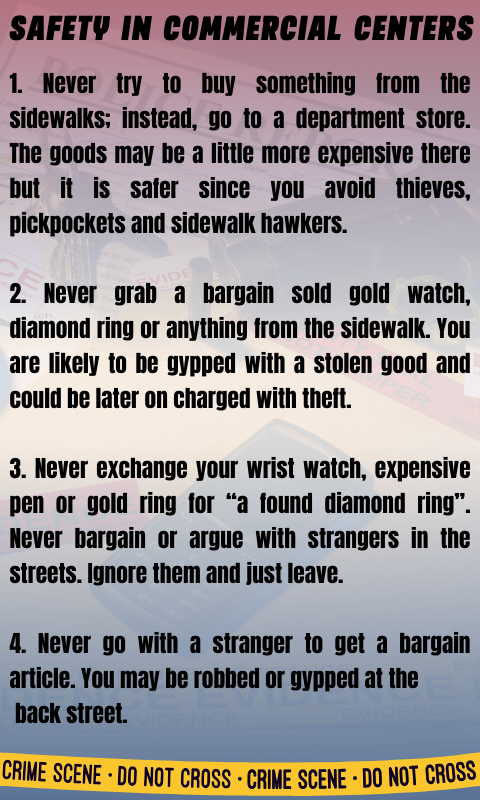 SAFETY IN COMMERCIAL CENTERS
1. Never try to buy something from the
sidewalks; instead, go to a department store.
The goods may be a little more expensive there
but it is safer since you avoid thieves,
pickpockets and sidewalk hawkers.
2. Never grab a bargain sold gold watch,
diamond ring or anything from the sidewalk. You
are likely to be gypped with a stolen good and
could be later on charged with theft.
3. Never exchange your wrist watch, expensive
pen or gold ring for “a found diamond ring”.
Never bargain or argue with strangers in the
streets. Ignore them and just leave.
4. Never go with a stranger to get a bargain
article. You may be robbed or gypped at the
back street.
CRIME SCENE · DO NOT CROSS · CRIME SCENE · DO NOT CROSS